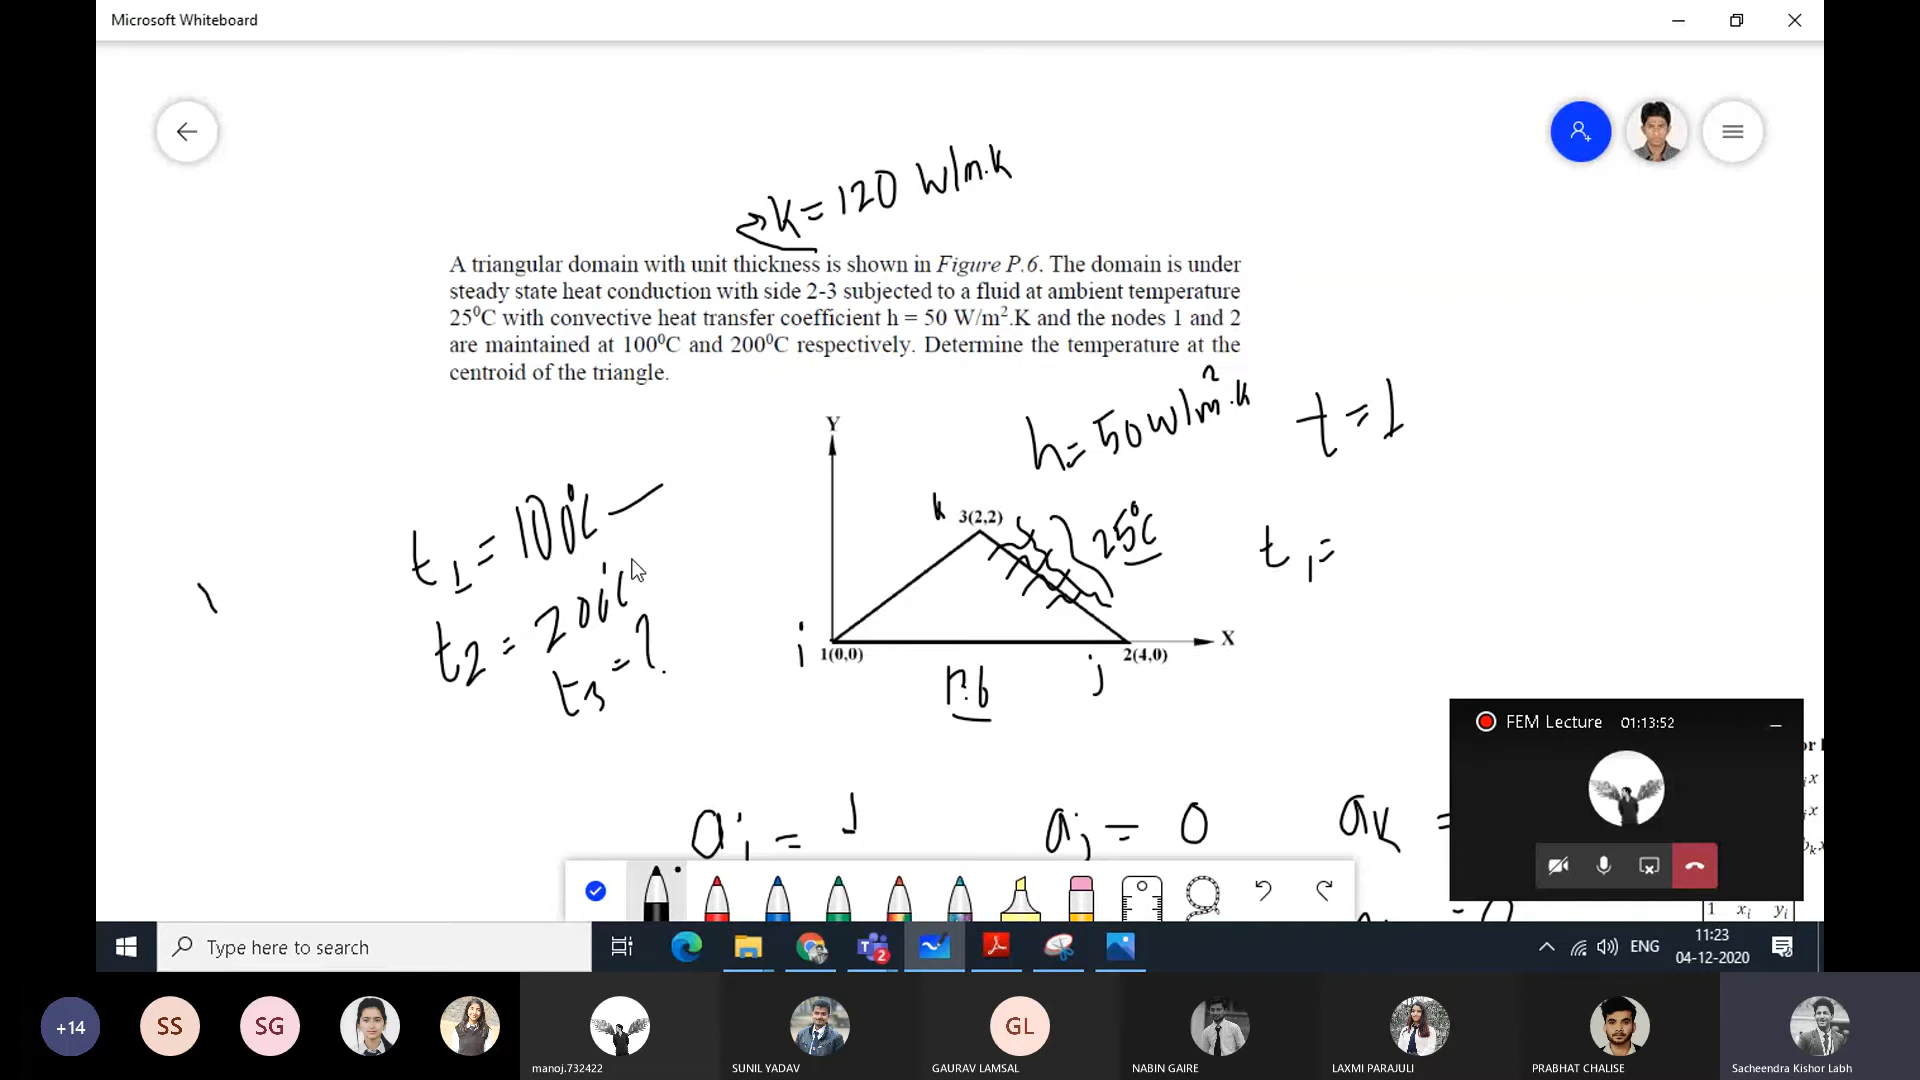 Microsoft Whiteboard
k = 120 W/m.k
A triangular domain with unit thickness is shown in Figure P.6. The domain is under
steady state heat conduction with side 2-3 subjected to a fluid at ambient temperature
25⁰C with convective heat transfer coefficient h = 50 W/m².K and the nodes 1 and 2
are maintained at 100⁰C and 200⁰C respectively. Determine the temperature at the
centroid of the triangle.
h = 50 W/m².k
t = 1
Y
t1 = 100°C
k
3(2,2)
25°C
t1 =
t2 = 200°C
t3 = ?
i
1(0,0)
j
2(4,0)
X
P.6
FEM Lecture 01:13:52
ai =
aj = 0
ak =
1 xi yi
Type here to search
2
ENG
11:23
04-12-2020
+14
SS
SG
GL
manoj.732422
SUNIL YADAV
GAURAV LAMSAL
NABIN GAIRE
LAXMI PARAJULI
PRABHAT CHALISE
Sacheendra Kishor Labh